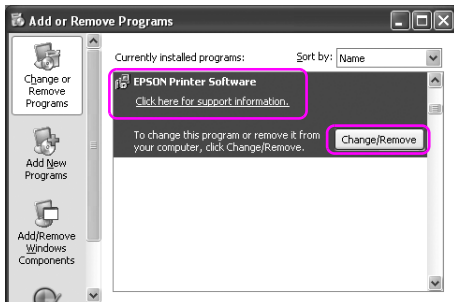 Add or Remove Programs
Change or
Remove
Programs
Add New
Programs
Add/Remove
Windows
Components
Currently installed programs:
Sort by: Name
EPSON Printer Software
Click here for support information.
To change this program or remove it from
your computer, click Change/Remove.
Change/Remove